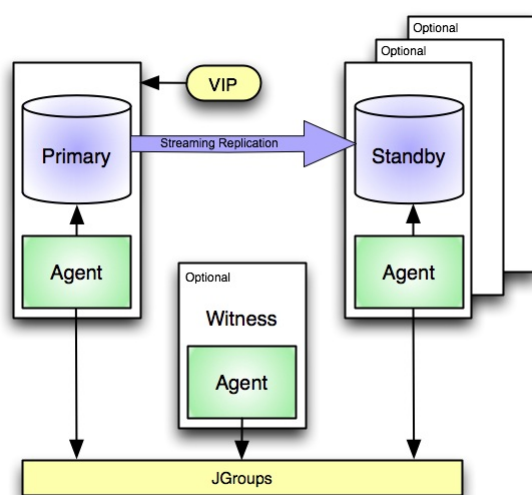 Optional
Optional
VIP
Primary
Streaming Replication
Standby
Agent
Agent
Optional
Witness
Agent
JGroups